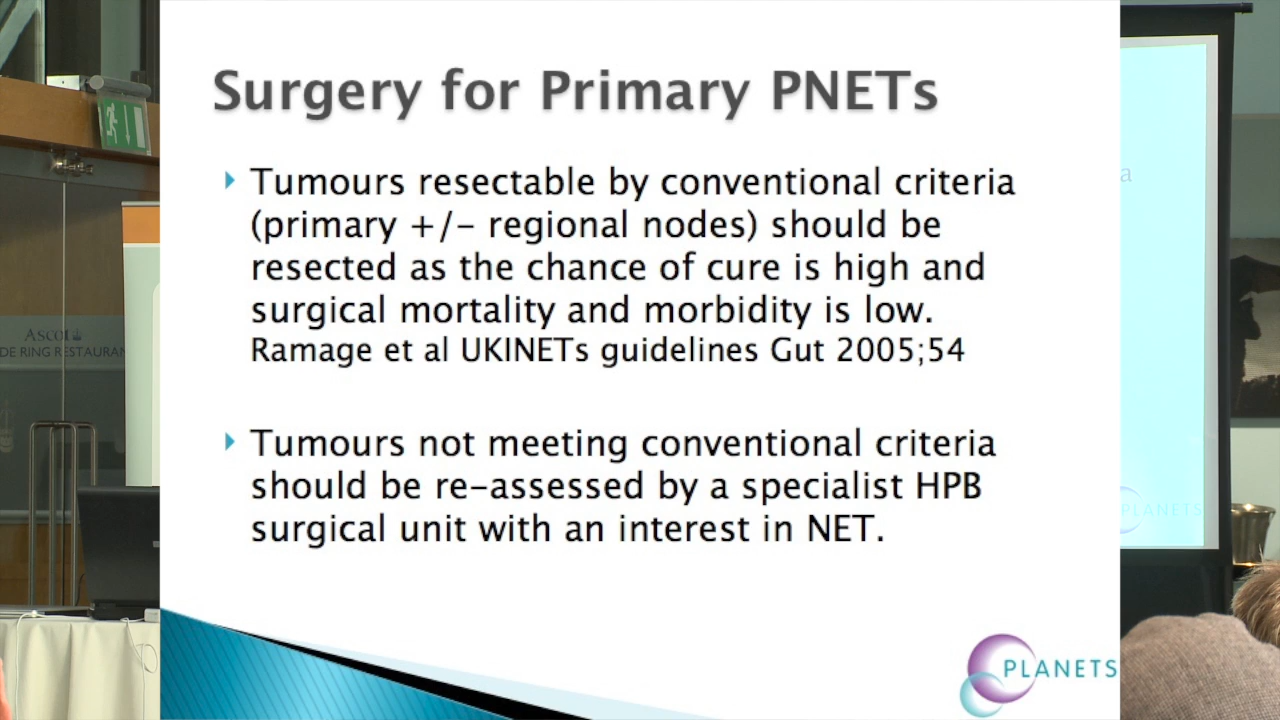 Surgery for Primary PNETs
Tumours resectable by conventional criteria
(primary +/- regional nodes) should be
resected as the chance of cure is high and
surgical mortality and morbidity is low.
Ramage et al UKINETs guidelines Gut 2005;54
Tumours not meeting conventional criteria
should be re-assessed by a specialist HPB
surgical unit with an interest in NET.
PLANETS
Ascot
DE RING RESTAURAN
a
PLANETS